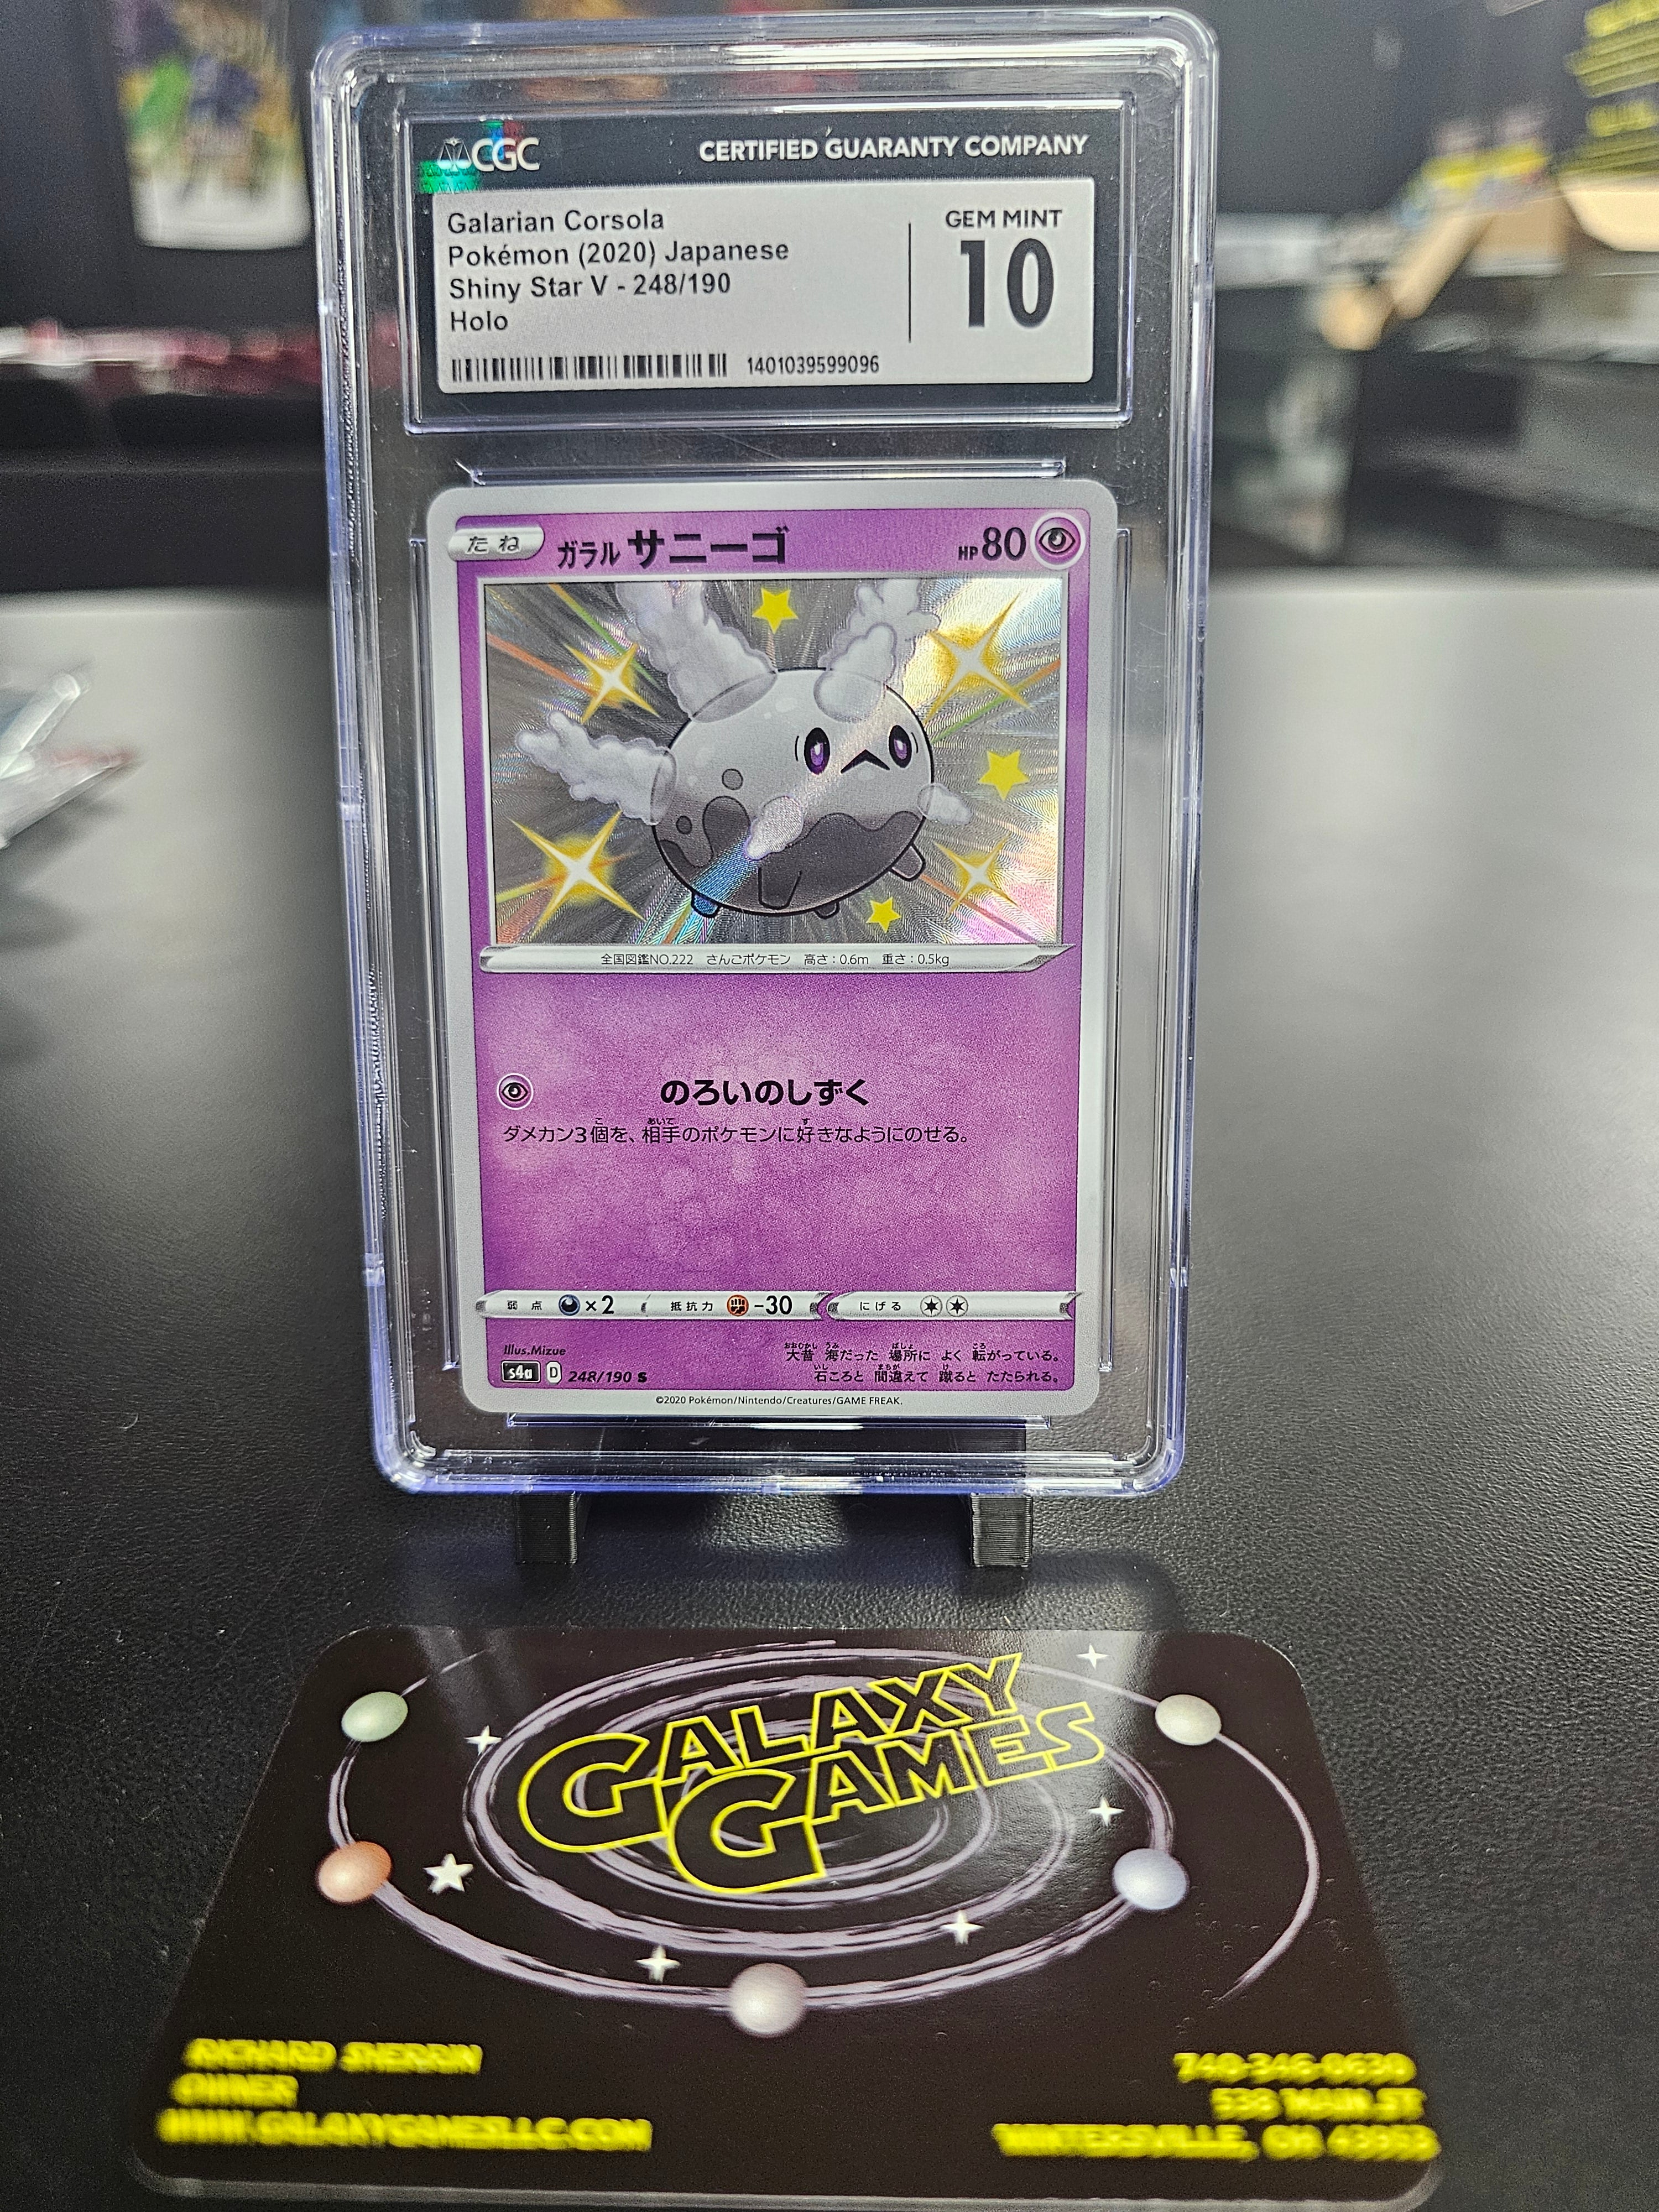 CGC
CERTIFIED GUARANTY COMPANY
Galarian Corsola
Pokémon (2020) Japanese
Shiny Star V - 248/190
Holo
GEM MINT
10
1401039599096
たね
ガラル サニーゴ
HP80
全国図鑑NO.222 さんごポケモン 高さ:0.6m 重さ:0.5kg
のろいのしずく
ダメカン3個を、相手のポケモンに好きなようにのせる。
弱点 ×2 抵抗力 -30 にげる
Illus.Mizue
s4a D 248/190 S
大昔 海だった 場所に よく 転がっている。
石ころと 間違えて 蹴ると たたられる。
©2020 Pokémon/Nintendo/Creatures/GAME FREAK.
GALAXY
GAMES
RICHARD SHERRIN
OWNER
WWW.GALAXYGAMESLLC.COM
740-346-0630
MAIN ST
WINTERSVILLE, OH 43953